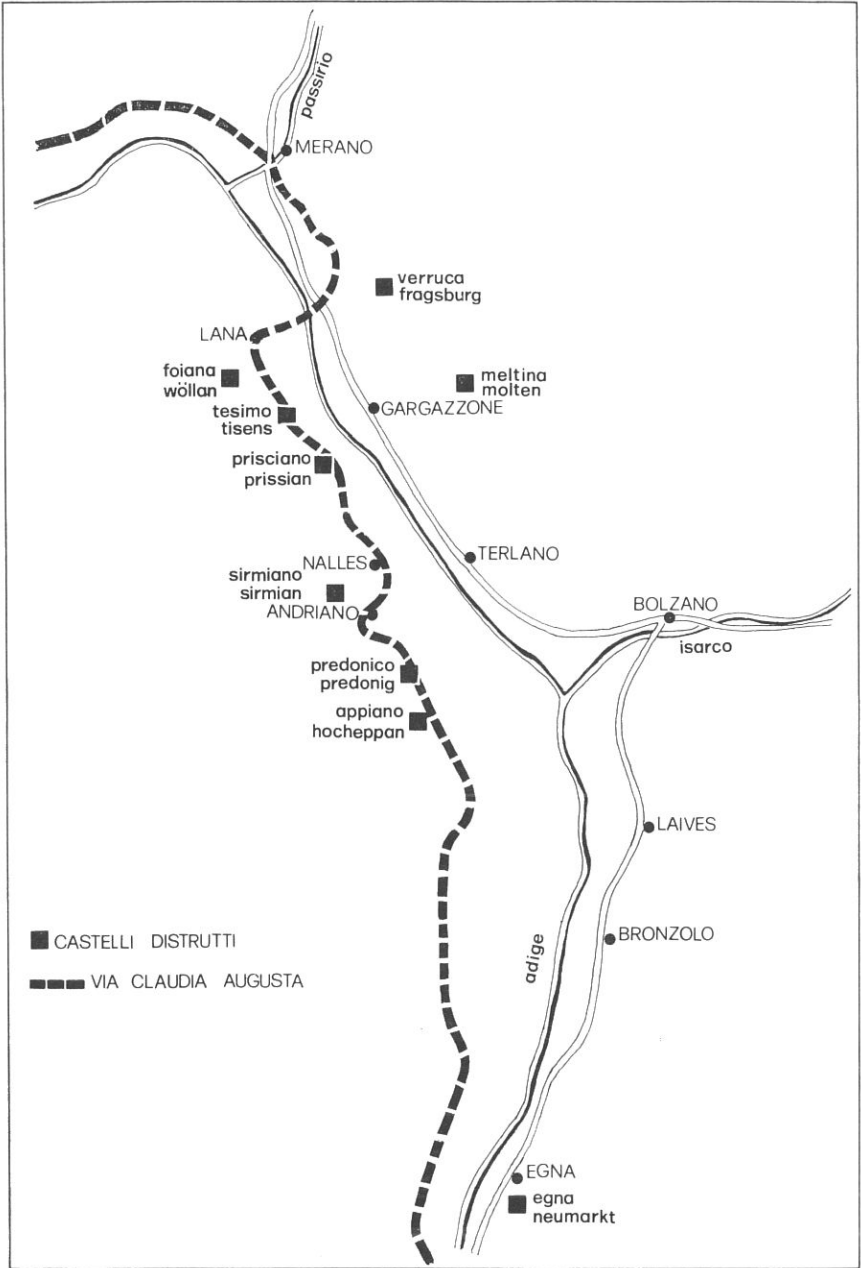 passirio
MERANO
verruca
fragsburg
LANA
foiana
wöllan
meltina
molten
tesimo
tisens
GARGAZZONE
prisciano
prissian
TERLANO
NALLES
sirmiano
sirmian
ANDRIANO
BOLZANO
isarco
predonico
predonig
appiano
hocheppan
LAIVES
adige
BRONZOLO
CASTELLI DISTRUTTI
VIA CLAUDIA AUGUSTA
EGNA
egna
neumarkt